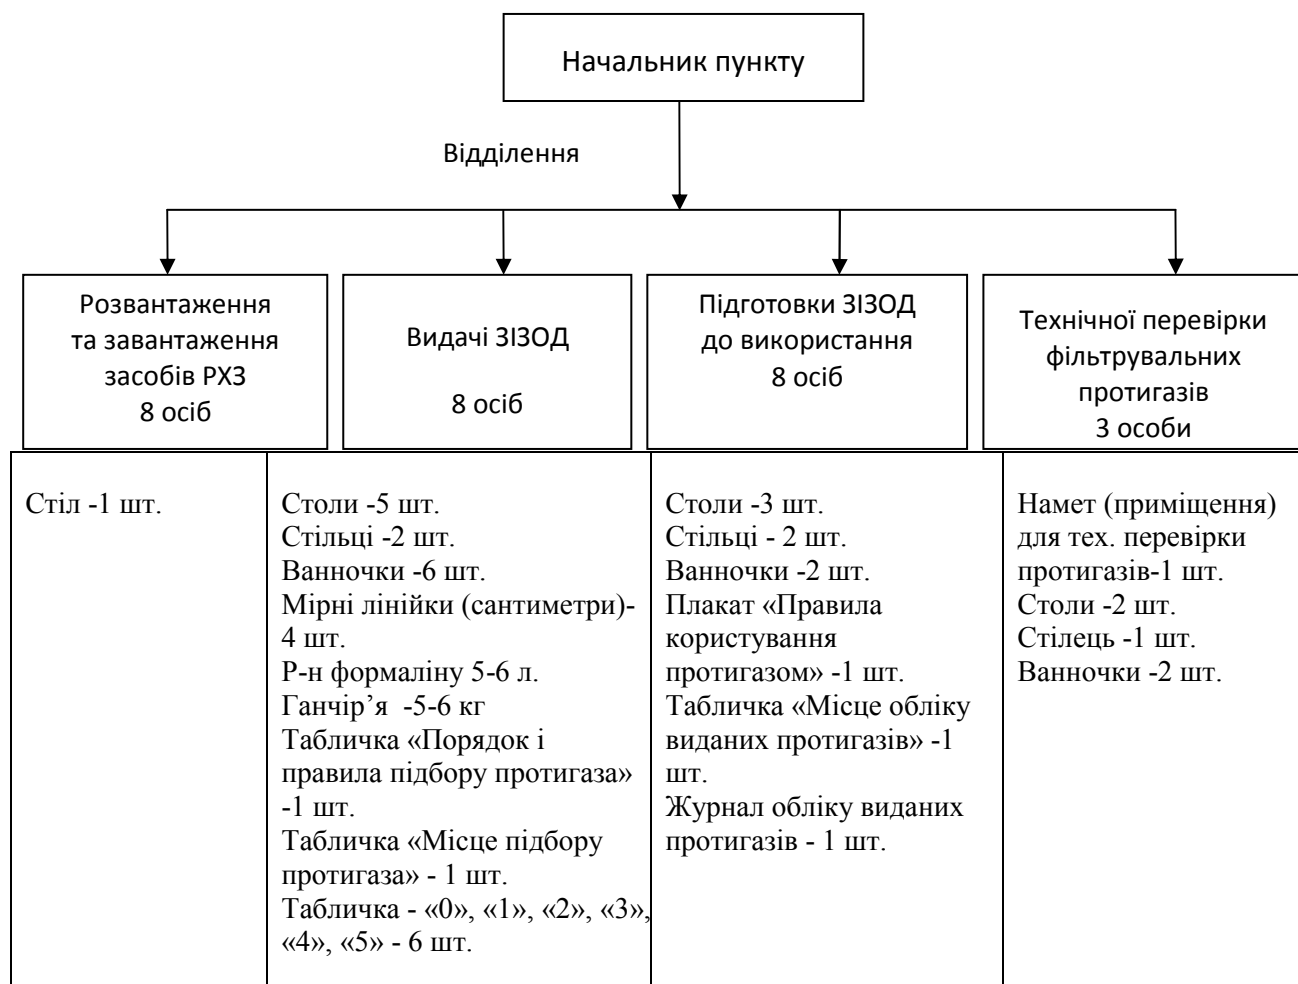 Начальник пункту
Відділення
Розвантаження
та завантаження
засобів РХЗ
8 осіб
Видачі ЗІЗОД
8 осіб
Підготовки ЗІЗОД
до використання
8 осіб
Технічної перевірки
фільтрувальних
протигазів
3 особи
Стіл -1 шт.
Столи -5 шт.
Стільці -2 шт.
Ванночки -6 шт.
Мірні лінійки (сантиметри)-
4 шт.
Р-н формаліну 5-6 л.
Ганчір’я  -5-6 кг
Табличка «Порядок і
правила підбору протигаза»
-1 шт.
Табличка «Місце підбору
протигаза» - 1 шт.
Табличка - «0», «1», «2», «3»,
«4», «5» - 6 шт.
Столи -3 шт.
Стільці - 2 шт.
Ванночки -2 шт.
Плакат «Правила
користування
протигазом» -1 шт.
Табличка «Місце обліку
виданих протигазів» -1
шт.
Журнал обліку виданих
протигазів - 1 шт.
Намет (приміщення)
для тех. перевірки
протигазів-1 шт.
Столи -2 шт.
Стілець -1 шт.
Ванночки -2 шт.